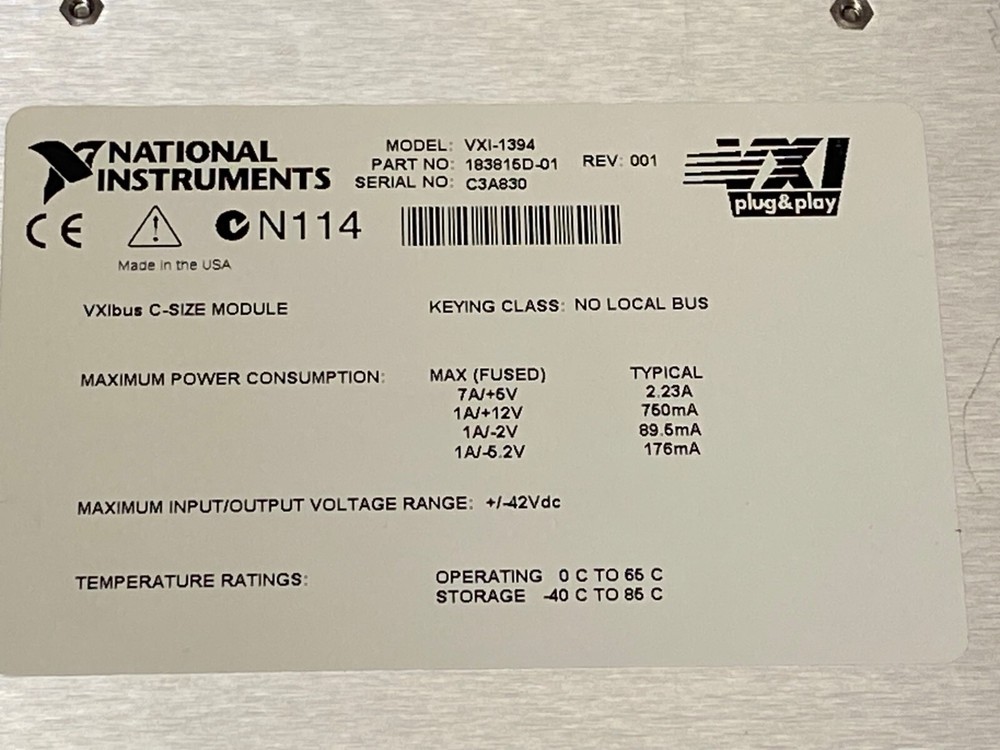 NATIONAL INSTRUMENTS
MODEL: VXI-1394
PART NO: 183815D-01 REV: 001
SERIAL NO: C3A830
VXI
plug&play
CE N114
Made in the USA
VXIbus C-SIZE MODULE KEYING CLASS: NO LOCAL BUS
MAXIMUM POWER CONSUMPTION: MAX (FUSED) TYPICAL
7A/+5V 2.23A
1A/+12V 750mA
1A/-2V 89.5mA
1A/-5.2V 176mA
MAXIMUM INPUT/OUTPUT VOLTAGE RANGE: +/-42Vdc
TEMPERATURE RATINGS: OPERATING 0 C TO 55 C
STORAGE -40 C TO 85 C